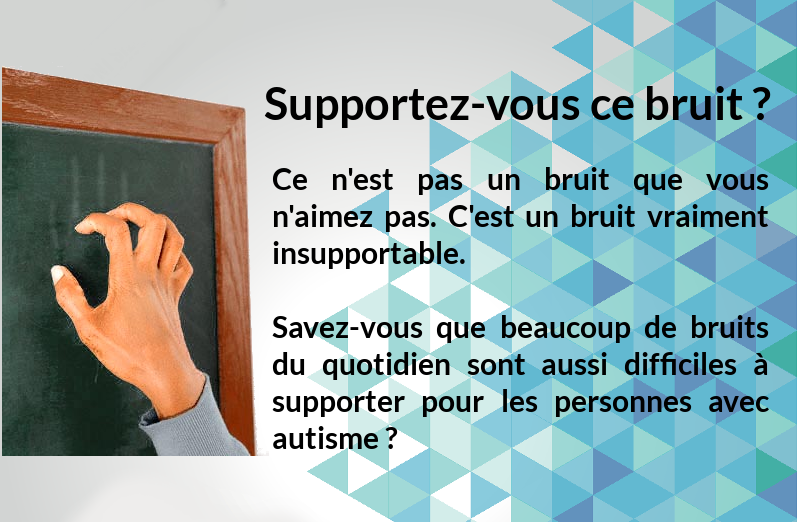 Supportez-vous ce bruit ?
Ce n'est pas un bruit que vous
n'aimez pas. C'est un bruit vraiment
insupportable.
Savez-vous que beaucoup de bruits
du quotidien sont aussi difficiles à
supporter pour les personnes avec
autisme ?